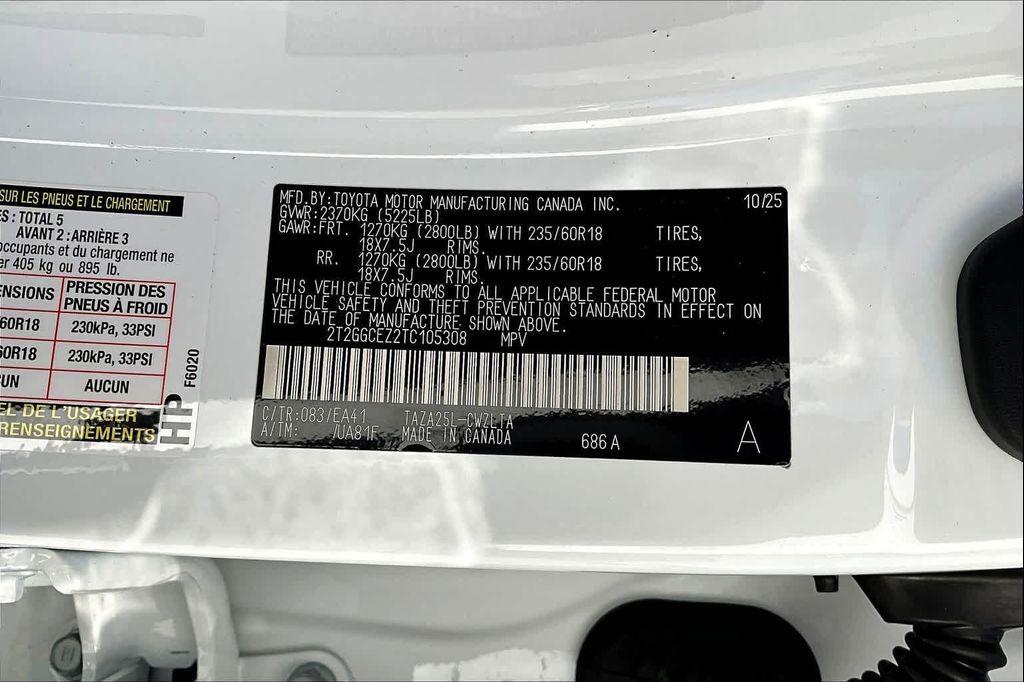 SUR LES PNEUS ET LE CHARGEMENT
ES : TOTAL 5
AVANT 2 : ARRIÈRE 3
occupants et du chargement ne
er 405 kg ou 895 lb.
ENSIONS PRESSION DES PNEUS À FROID
60R18 230kPa, 33PSI
60R18 230kPa, 33PSI
CUN AUCUN
EL DE L'USAGER
RENSEIGNEMENTS
HP F6020
MFD.BY:TOYOTA MOTOR MANUFACTURING CANADA INC. 10/25
GVWR:2370KG (5225LB)
GAWR:FRT. 1270KG (2800LB) WITH 235/60R18 TIRES,
18X7.5J RIMS.
RR. 1270KG (2800LB) WITH 235/60R18 TIRES,
18X7.5J RIMS.
THIS VEHICLE CONFORMS TO ALL APPLICABLE FEDERAL MOTOR
VEHICLE SAFETY AND THEFT PREVENTION STANDARDS IN EFFECT ON
THE DATE OF MANUFACTURE SHOWN ABOVE.
2T2GGCEZ2TC105308 MPV
C/TR:083/EA41 TAZA25L-CWZLTA
A/TM: /UA81F MADE IN CANADA 686A A